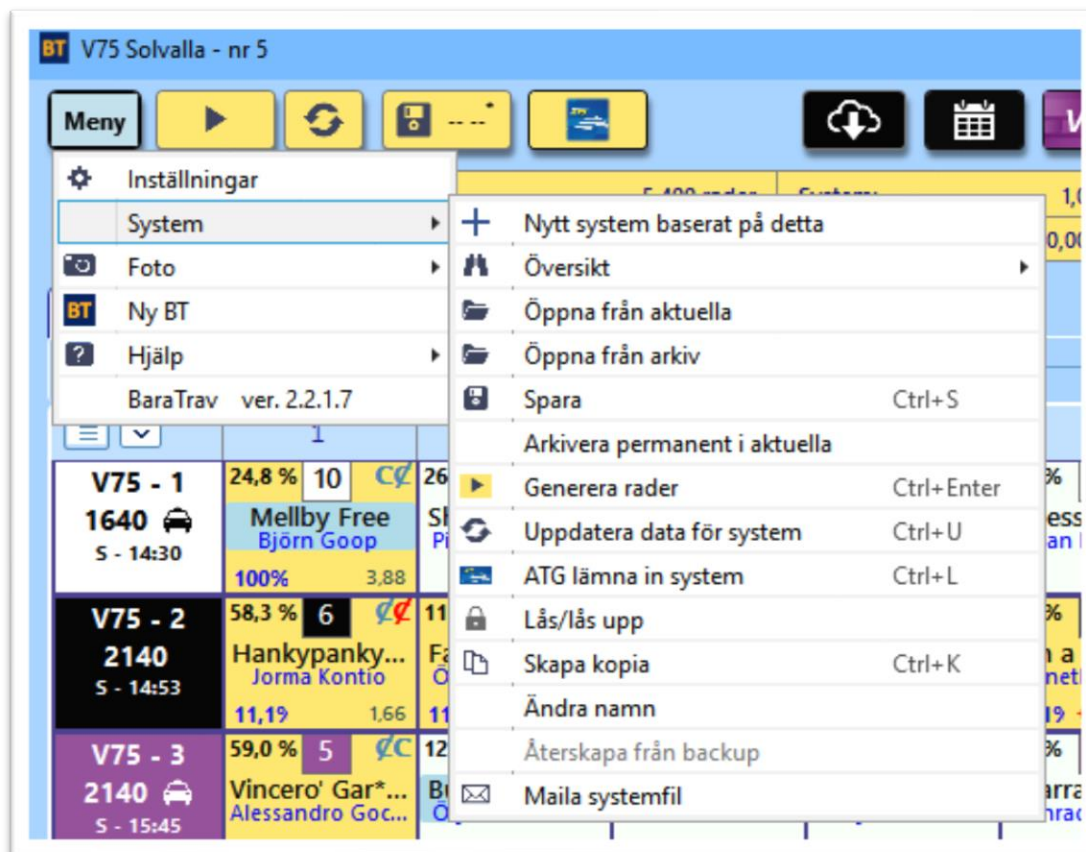 BT V75 Solvalla - nr 5
Meny
Inställningar
System
Foto
BT Ny BT
Hjälp
BaraTrav ver. 2.2.1.7
Nytt system baserat på detta
Översikt
Öppna från aktuella
Öppna från arkiv
Spara Ctrl+S
Arkivera permanent i aktuella
Generera rader Ctrl+Enter
Uppdatera data för system Ctrl+U
ATG lämna in system Ctrl+L
Lås/lås upp
Skapa kopia Ctrl+K
Ändra namn
Återskapa från backup
Maila systemfil
1
V75 - 1
1640
S - 14:30
24,8 % 10
Mellby Free
Björn Goop
100% 3,88
V75 - 2
2140
S - 14:53
58,3 % 6
Hankypanky...
Jorma Kontio
11,19 1,66
V75 - 3
2140
S - 15:45
59,0 % 5
Vincero' Gar*...
Alessandro Goc...